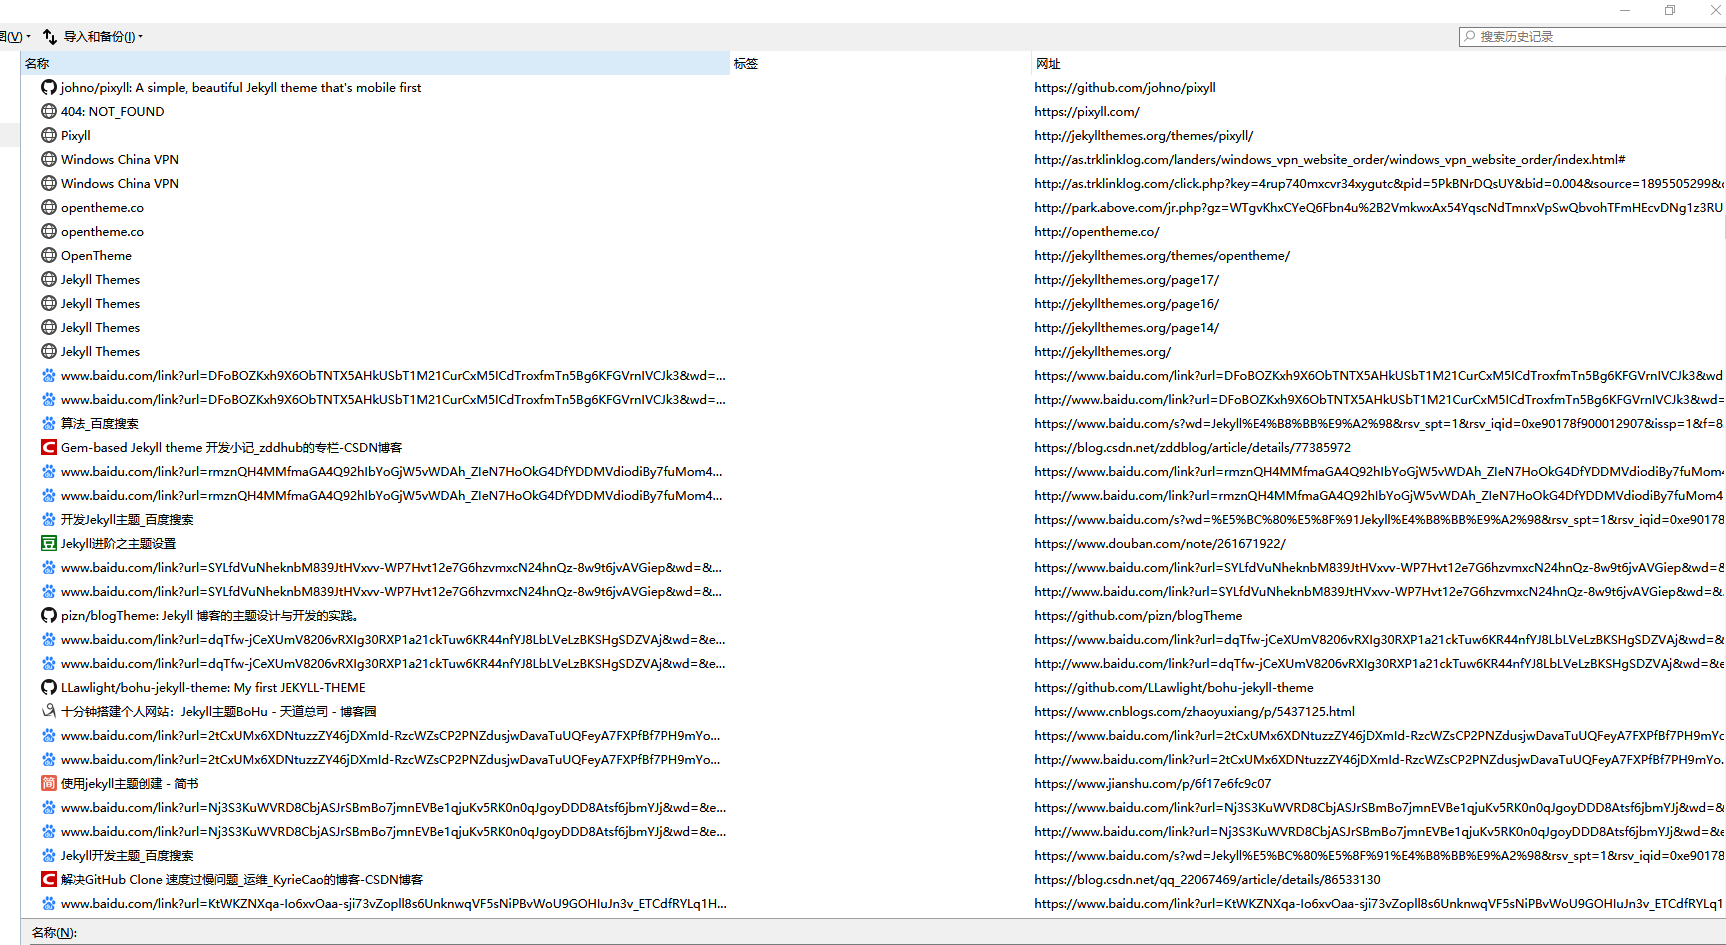 图(V)
导入和备份(I)
搜索历史记录
名称 标签 网址
johno/pixyll: A simple, beautiful Jekyll theme that's mobile first https://github.com/johno/pixyll
404: NOT_FOUND https://pixyll.com/
Pixyll http://jekyllthemes.org/themes/pixyll/
Windows China VPN http://as.trklinklog.com/landers/windows_vpn_website_order/windows_vpn_website_order/index.html#
Windows China VPN http://as.trklinklog.com/click.php?key=4rup740mxcvr34xygutc&pid=5PkBNrDQsUY&bid=0.004&source=1895505299&
opentheme.co http://park.above.com/jr.php?gz=WTgvKhxCYeQ6Fbn4u%2B2VmkwxAx54YqscNdTmnxVpSwQbvohTFmHEcvDNg1z3RU
opentheme.co http://opentheme.co/
OpenTheme http://jekyllthemes.org/themes/opentheme/
Jekyll Themes http://jekyllthemes.org/page17/
Jekyll Themes http://jekyllthemes.org/page16/
Jekyll Themes http://jekyllthemes.org/page14/
Jekyll Themes http://jekyllthemes.org/
www.baidu.com/link?url=DFoBOZKxh9X6ObTNTX5AHkUSbT1M21CurCxM5ICdTroxfmTn5Bg6KFGVrnIVCJk3&wd=... https://www.baidu.com/link?url=DFoBOZKxh9X6ObTNTX5AHkUSbT1M21CurCxM5ICdTroxfmTn5Bg6KFGVrnIVCJk3&wd
www.baidu.com/link?url=DFoBOZKxh9X6ObTNTX5AHkUSbT1M21CurCxM5ICdTroxfmTn5Bg6KFGVrnIVCJk3&wd=... http://www.baidu.com/link?url=DFoBOZKxh9X6ObTNTX5AHkUSbT1M21CurCxM5ICdTroxfmTn5Bg6KFGVrnIVCJk3&wd=
算法_百度搜索 https://www.baidu.com/s?wd=Jekyll%E4%B8%BB%E9%A2%98&rsv_spt=1&rsv_iqid=0xe90178f900012907&issp=1&f=8
Gem-based Jekyll theme 开发小记_zddhub的专栏-CSDN博客 https://blog.csdn.net/zddblog/article/details/77385972
www.baidu.com/link?url=rmznQH4MMfmaGA4Q92hIbYoGjW5vWDAh_ZIeN7HoOkG4DfYDDMVdiodiBy7fuMom4... https://www.baidu.com/link?url=rmznQH4MMfmaGA4Q92hIbYoGjW5vWDAh_ZIeN7HoOkG4DfYDDMVdiodiBy7fuMom4
www.baidu.com/link?url=rmznQH4MMfmaGA4Q92hIbYoGjW5vWDAh_ZIeN7HoOkG4DfYDDMVdiodiBy7fuMom4... http://www.baidu.com/link?url=rmznQH4MMfmaGA4Q92hIbYoGjW5vWDAh_ZIeN7HoOkG4DfYDDMVdiodiBy7fuMom4
开发Jekyll主题_百度搜索 https://www.baidu.com/s?wd=%E5%BC%80%E5%8F%91Jekyll%E4%B8%BB%E9%A2%98&rsv_spt=1&rsv_iqid=0xe90178
豆 Jekyll进阶之主题设置 https://www.douban.com/note/261671922/
www.baidu.com/link?url=SYLfdVuNheknbM839JtHVxvv-WP7Hvt12e7G6hzvmxcN24hnQz-8w9t6jvAVGiep&wd=&... https://www.baidu.com/link?url=SYLfdVuNheknbM839JtHVxvv-WP7Hvt12e7G6hzvmxcN24hnQz-8w9t6jvAVGiep&wd=&
www.baidu.com/link?url=SYLfdVuNheknbM839JtHVxvv-WP7Hvt12e7G6hzvmxcN24hnQz-8w9t6jvAVGiep&wd=&... http://www.baidu.com/link?url=SYLfdVuNheknbM839JtHVxvv-WP7Hvt12e7G6hzvmxcN24hnQz-8w9t6jvAVGiep&wd=&
pizn/blogTheme: Jekyll 博客的主题设计与开发的实践。 https://github.com/pizn/blogTheme
www.baidu.com/link?url=dqTfw-jCeXUmV8206vRXIg30RXP1a21ckTuw6KR44nfYJ8LbLVeLzBKSHgSDZVAj&wd=&e... https://www.baidu.com/link?url=dqTfw-jCeXUmV8206vRXIg30RXP1a21ckTuw6KR44nfYJ8LbLVeLzBKSHgSDZVAj&wd=&
www.baidu.com/link?url=dqTfw-jCeXUmV8206vRXIg30RXP1a21ckTuw6KR44nfYJ8LbLVeLzBKSHgSDZVAj&wd=&e... http://www.baidu.com/link?url=dqTfw-jCeXUmV8206vRXIg30RXP1a21ckTuw6KR44nfYJ8LbLVeLzBKSHgSDZVAj&wd=&e
LLawlight/bohu-jekyll-theme: My first JEKYLL-THEME https://github.com/LLawlight/bohu-jekyll-theme
十分钟搭建个人网站：Jekyll主题BoHu - 天道总司 - 博客园 https://www.cnblogs.com/zhaoyuxiang/p/5437125.html
www.baidu.com/link?url=2tCxUMx6XDNtuzzZY46jDXmId-RzcWZsCP2PNZdusjwDavaTuUQFeyA7FXPfBf7PH9mYo... https://www.baidu.com/link?url=2tCxUMx6XDNtuzzZY46jDXmId-RzcWZsCP2PNZdusjwDavaTuUQFeyA7FXPfBf7PH9mYo
www.baidu.com/link?url=2tCxUMx6XDNtuzzZY46jDXmId-RzcWZsCP2PNZdusjwDavaTuUQFeyA7FXPfBf7PH9mYo... http://www.baidu.com/link?url=2tCxUMx6XDNtuzzZY46jDXmId-RzcWZsCP2PNZdusjwDavaTuUQFeyA7FXPfBf7PH9mYo.
简 使用jekyll主题创建 - 简书 https://www.jianshu.com/p/6f17e6fc9c07
www.baidu.com/link?url=Nj3S3KuWVRD8CbjASJrSBmBo7jmnEVBe1qjuKv5RK0n0qJgoyDDD8Atsf6jbmYJj&wd=&e... https://www.baidu.com/link?url=Nj3S3KuWVRD8CbjASJrSBmBo7jmnEVBe1qjuKv5RK0n0qJgoyDDD8Atsf6jbmYJj&wd=&
www.baidu.com/link?url=Nj3S3KuWVRD8CbjASJrSBmBo7jmnEVBe1qjuKv5RK0n0qJgoyDDD8Atsf6jbmYJj&wd=&e... http://www.baidu.com/link?url=Nj3S3KuWVRD8CbjASJrSBmBo7jmnEVBe1qjuKv5RK0n0qJgoyDDD8Atsf6jbmYJj&wd=&e
Jekyll开发主题_百度搜索 https://www.baidu.com/s?wd=Jekyll%E5%BC%80%E5%8F%91%E4%B8%BB%E9%A2%98&rsv_spt=1&rsv_iqid=0xe90178
解决GitHub Clone 速度过慢问题_运维_KyrieCao的博客-CSDN博客 https://blog.csdn.net/qq_22067469/article/details/86533130
www.baidu.com/link?url=KtWKZNXqa-Io6xvOaa-sji73vZopll8s6UnknwqVF5sNiPBvWoU9GOHIuJn3v_ETCdfRYLq1H... https://www.baidu.com/link?url=KtWKZNXqa-Io6xvOaa-sji73vZopll8s6UnknwqVF5sNiPBvWoU9GOHIuJn3v_ETCdfRYLq1
名称(N):